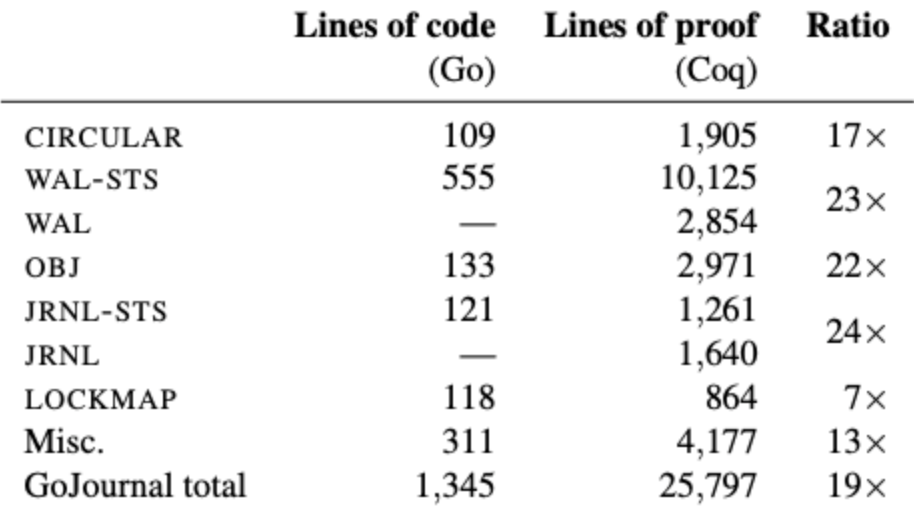 Lines of code Lines of proof Ratio
(Go) (Coq)
CIRCULAR 109 1,905 17×
WAL-STS 555 10,125
23×
WAL — 2,854
OBJ 133 2,971 22×
JRNL-STS 121 1,261
24×
JRNL — 1,640
LOCKMAP 118 864 7×
Misc. 311 4,177 13×
GoJournal total 1,345 25,797 19×